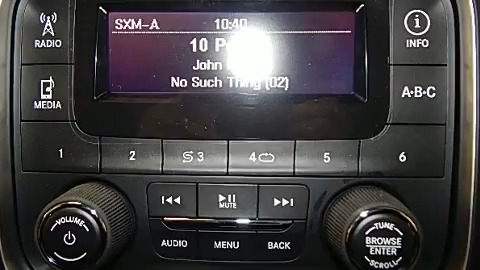 SXM-A 10:40
10 P
John
No Such Thing (02)
RADIO
INFO
MEDIA
A·B·C
1 2 3 4 5 6
MUTE
VOLUME
AUDIO MENU BACK
TUNE
BROWSE
ENTER
SCROLL